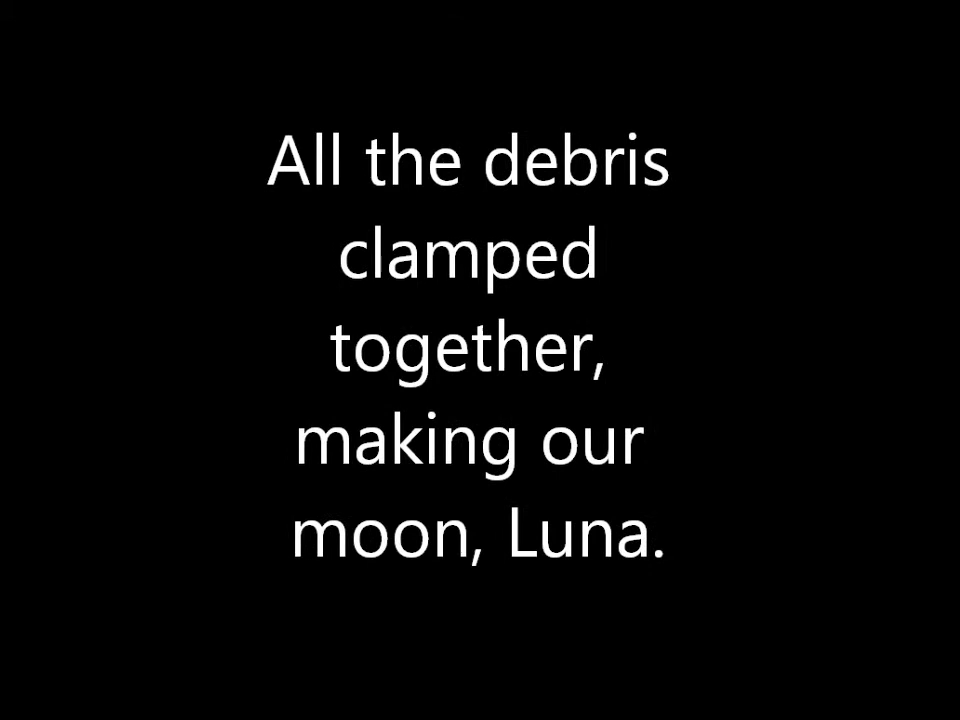 All the debris
clamped
together,
making our
moon, Luna.